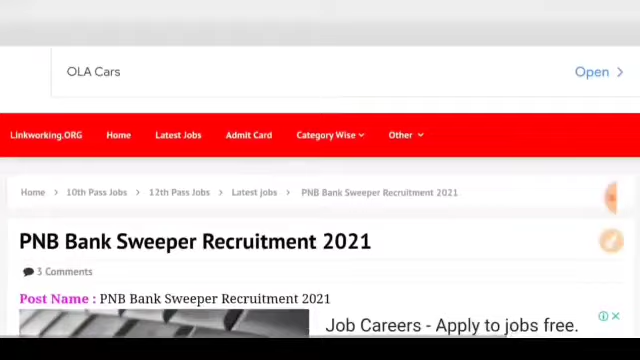 OLA Cars Open >
Linkworking.ORG Home Latest Jobs Admit Card Category Wise Other
Home > 10th Pass Jobs > 12th Pass Jobs > Latest jobs > PNB Bank Sweeper Recruitment 2021
PNB Bank Sweeper Recruitment 2021
3 Comments
Post Name : PNB Bank Sweeper Recruitment 2021
Job Careers - Apply to jobs free.